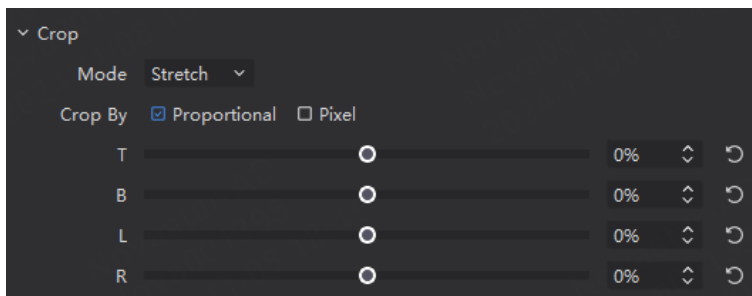 Crop
Mode Stretch
Crop By Proportional Pixel
T 0%
B 0%
L 0%
R 0%